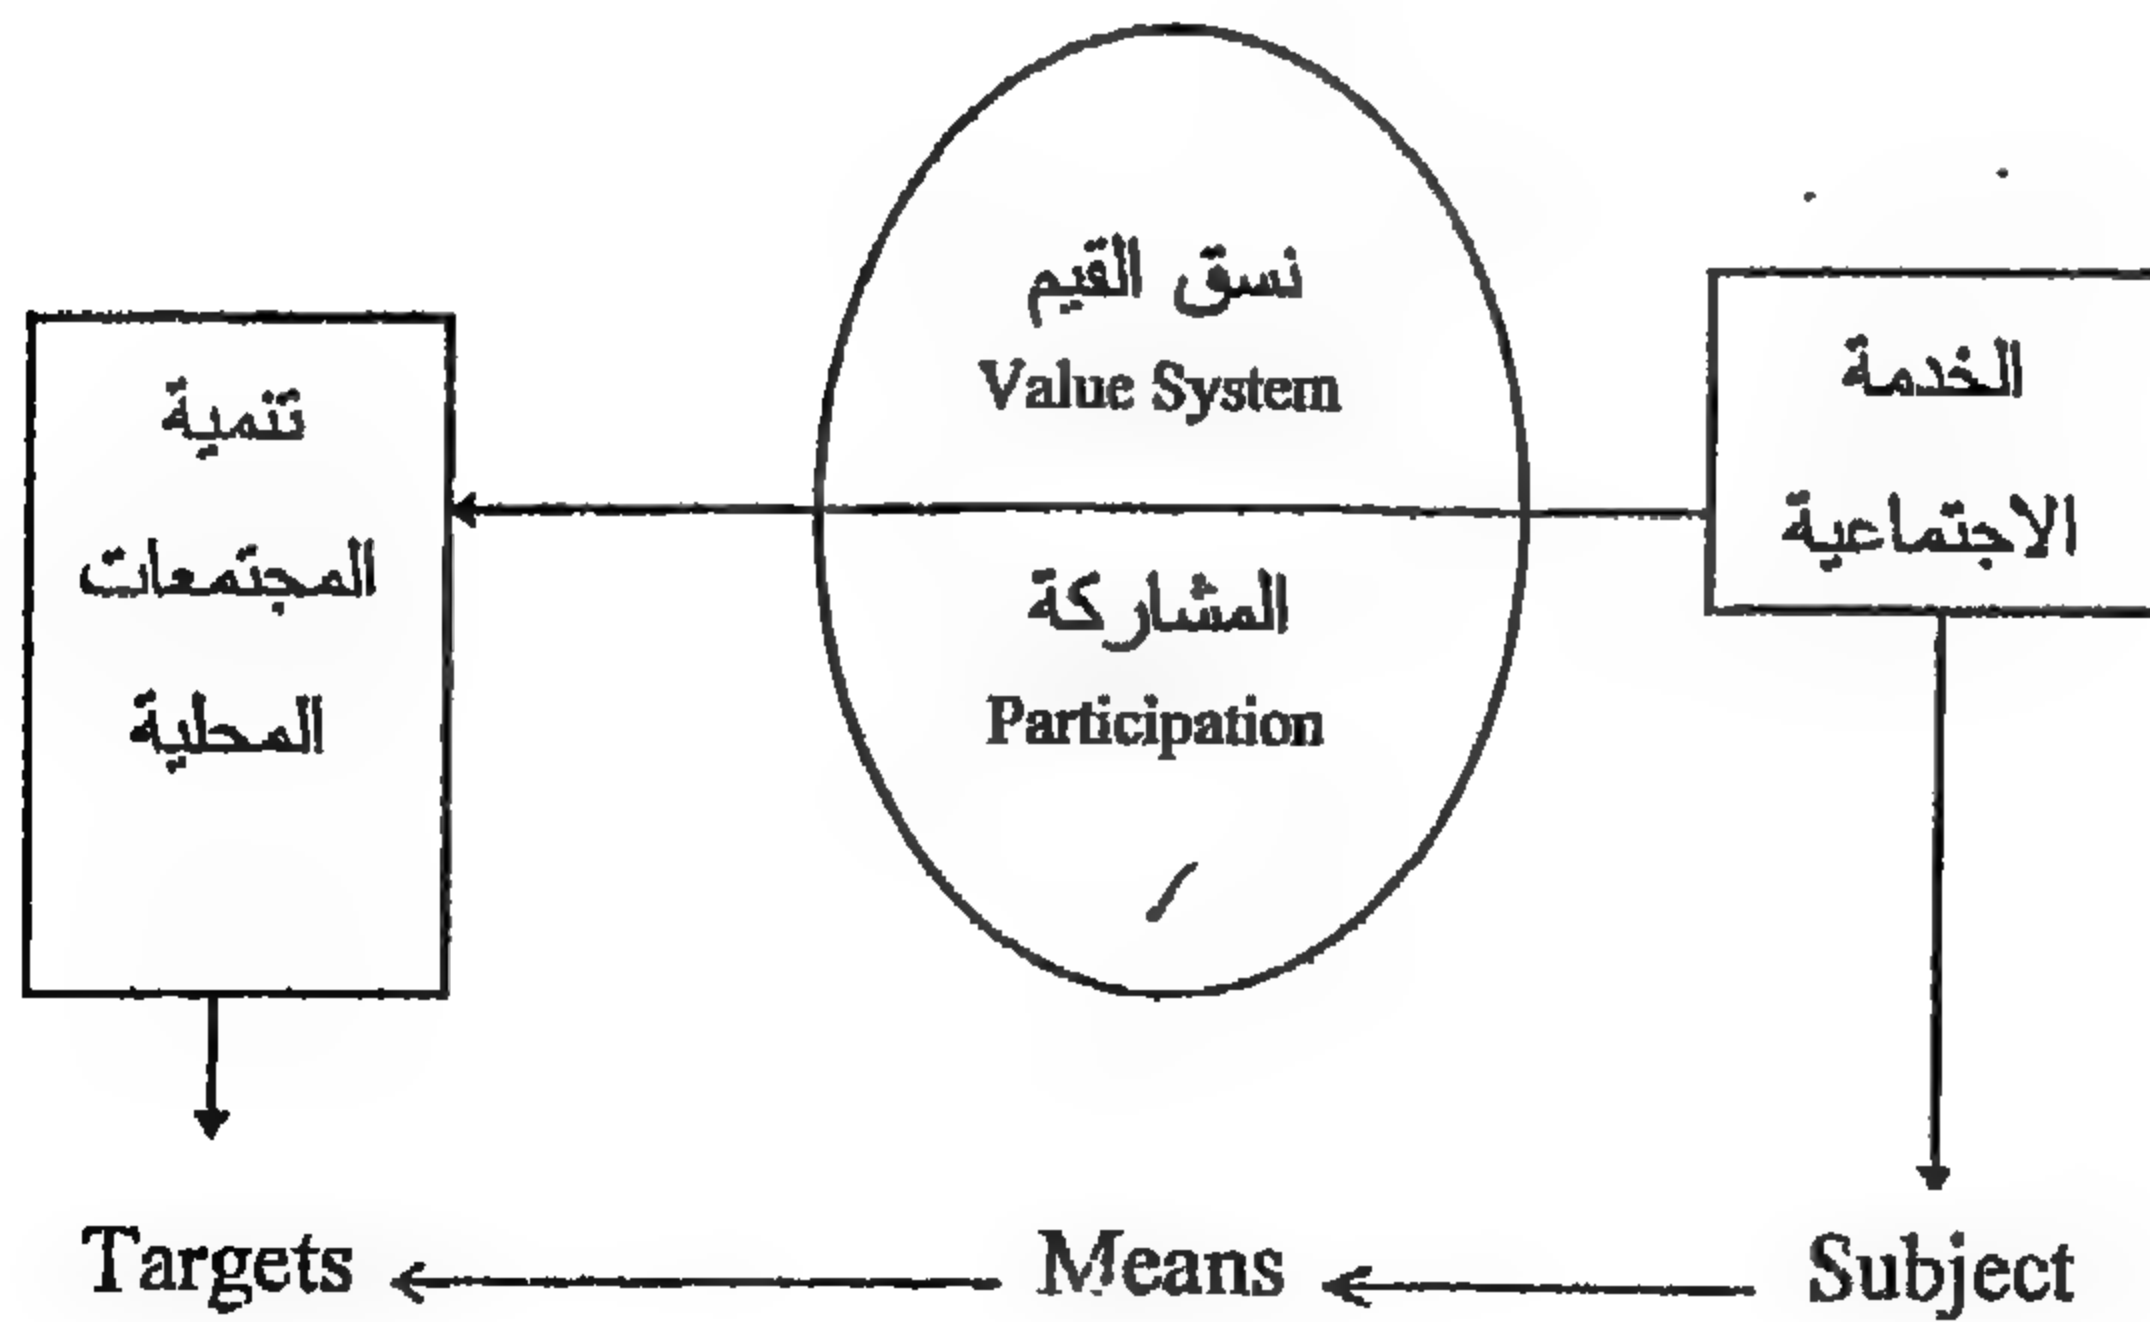 الخدمة
الاجتماعية
نسق القيم
Value System
المشاركة
Participation
تنمية
المجتمعات
المحلية
Subject
Means
Targets